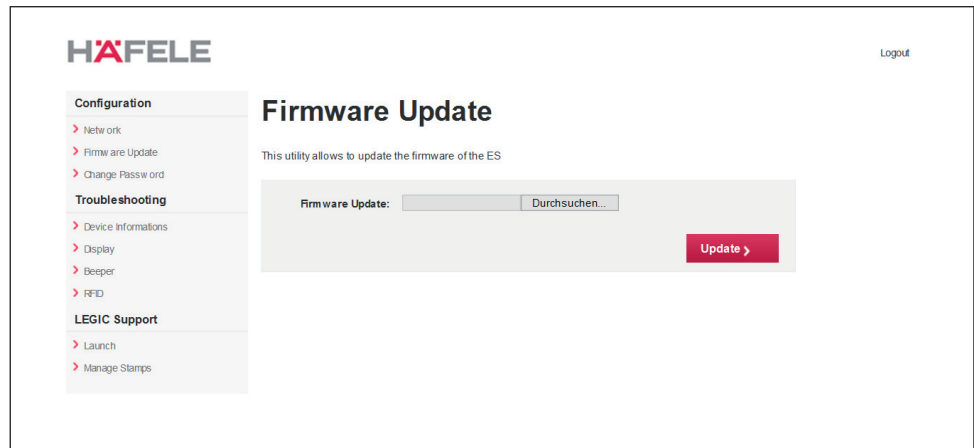 HÄFELE
Logout
Configuration
Network
Firmware Update
Change Password
Troubleshooting
Device Informations
Display
Beeper
RFID
LEGIC Support
Launch
Manage Stamps
Firmware Update
This utility allows to update the firmware of the ES
Firmware Update: Durchsuchen...
Update